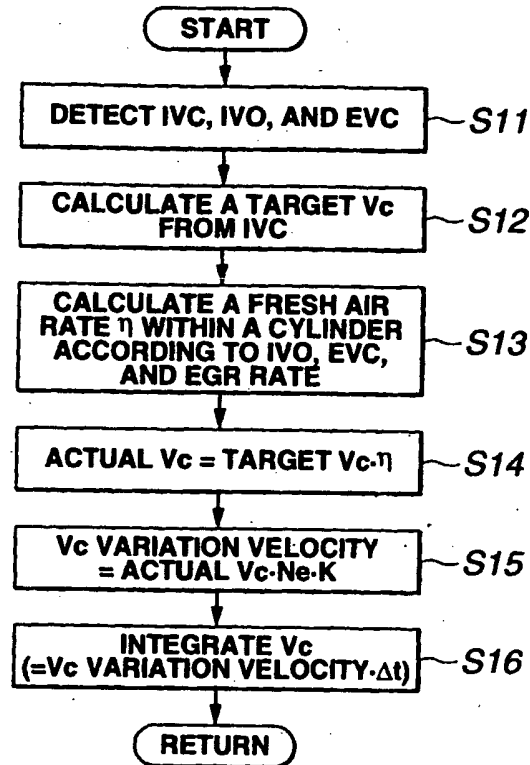 START
DETECT IVC, IVO, AND EVC
S11
CALCULATE A TARGET Vc
FROM IVC
S12
CALCULATE A FRESH AIR
RATE η WITHIN A CYLINDER
ACCORDING TO IVO, EVC,
AND EGR RATE
S13
ACTUAL Vc = TARGET Vc·η
S14
Vc VARIATION VELOCITY
= ACTUAL Vc·Ne·K
S15
INTEGRATE Vc
(=Vc VARIATION VELOCITY·Δt)
S16
RETURN